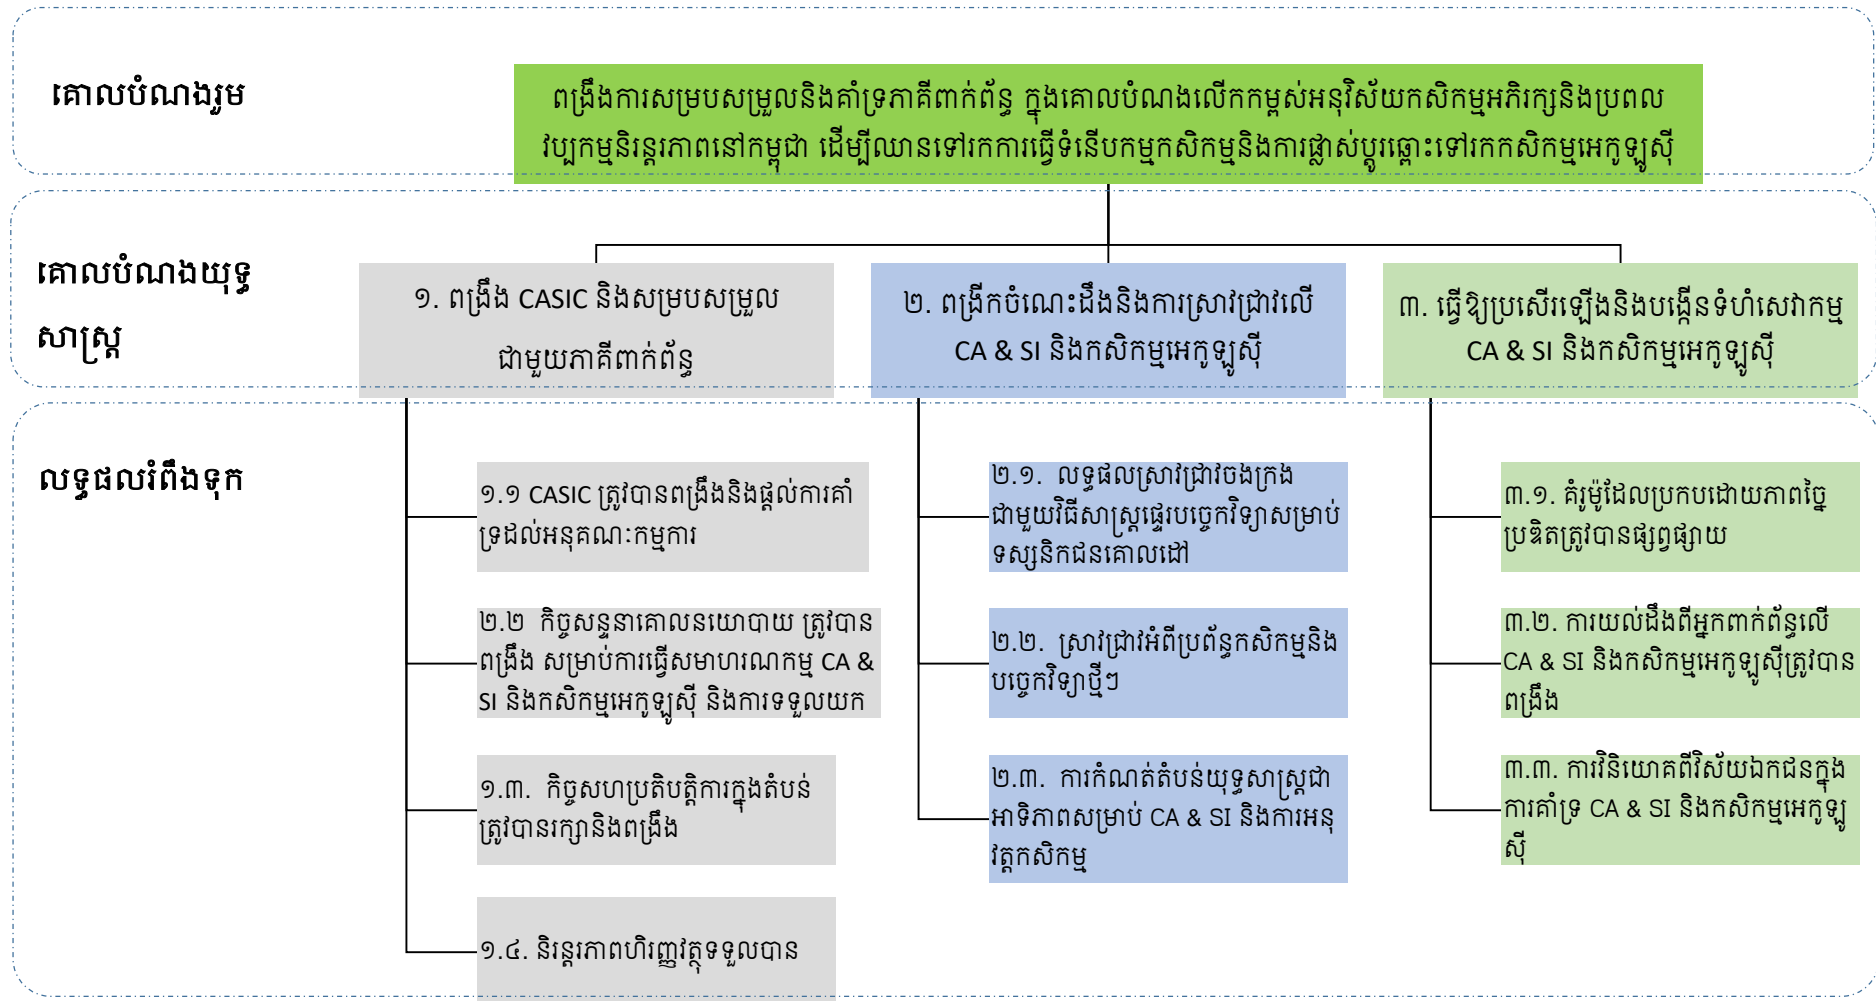 គោលបំណងរួម
ពង្រឹងការសម្របសម្រួលនិងគាំទ្រភាគីពាក់ព័ន្ធ ក្នុងគោលបំណងលើកកម្ពស់អនុវិស័យកសិកម្មអភិរក្សនិងប្រពល
វប្បកម្មនិរន្តរភាពនៅកម្ពុជា ដើម្បីឈានទៅរកការធ្វើទំនើបកម្មកសិកម្មនិងការផ្លាស់ប្តូរឆ្ពោះទៅរកកសិកម្មអេកូឡូស៊ី
គោលបំណងយុទ្ធ
សាស្ត្រ
១. ពង្រឹង CASIC និងសម្របសម្រួល
ជាមួយភាគីពាក់ព័ន្ធ
២. ពង្រីកចំណេះដឹងនិងការស្រាវជ្រាវលើ
CA & SI និងកសិកម្មអេកូឡូស៊ី
៣. ធ្វើឱ្យប្រសើរឡើងនិងបង្កើនទំហំសេវាកម្ម
CA & SI និងកសិកម្មអេកូឡូស៊ី
លទ្ធផលរំពឹងទុក
១.១ CASIC ត្រូវបានពង្រឹងនិងផ្តល់ការគាំ
ទ្រដល់អនុគណៈកម្មការ
២.២ កិច្ចសន្ទនាគោលនយោបាយ ត្រូវបាន
ពង្រឹង សម្រាប់ការធ្វើសមាហរណកម្ម CA &
SI និងកសិកម្មអេកូឡូស៊ី និងការទទួលយក
១.៣. កិច្ចសហប្រតិបត្តិការក្នុងតំបន់
ត្រូវបានរក្សានិងពង្រឹង
១.៤. និរន្តរភាពហិរញ្ញវត្ថុទទួលបាន
២.១. លទ្ធផលស្រាវជ្រាវចងក្រង
ជាមួយវិធីសាស្ត្រផ្ទេរបច្ចេកវិទ្យាសម្រាប់
ទស្សនិកជនគោលដៅ
២.២. ស្រាវជ្រាវអំពីប្រព័ន្ធកសិកម្មនិង
បច្ចេកវិទ្យាថ្មីៗ
២.៣. ការកំណត់តំបន់យុទ្ធសាស្ត្រជា
អាទិភាពសម្រាប់ CA & SI និងការអនុ
វត្តកសិកម្ម
៣.១. គំរូម៉ូដែលប្រកបដោយភាពច្នៃ
ប្រឌិតត្រូវបានផ្សព្វផ្សាយ
៣.២. ការយល់ដឹងពីអ្នកពាក់ព័ន្ធលើ
CA & SI និងកសិកម្មអេកូឡូស៊ីត្រូវបាន
ពង្រឹង
៣.៣. ការវិនិយោគពីវិស័យឯកជនក្នុង
ការគាំទ្រ CA & SI និងកសិកម្មអេកូឡូ
ស៊ី